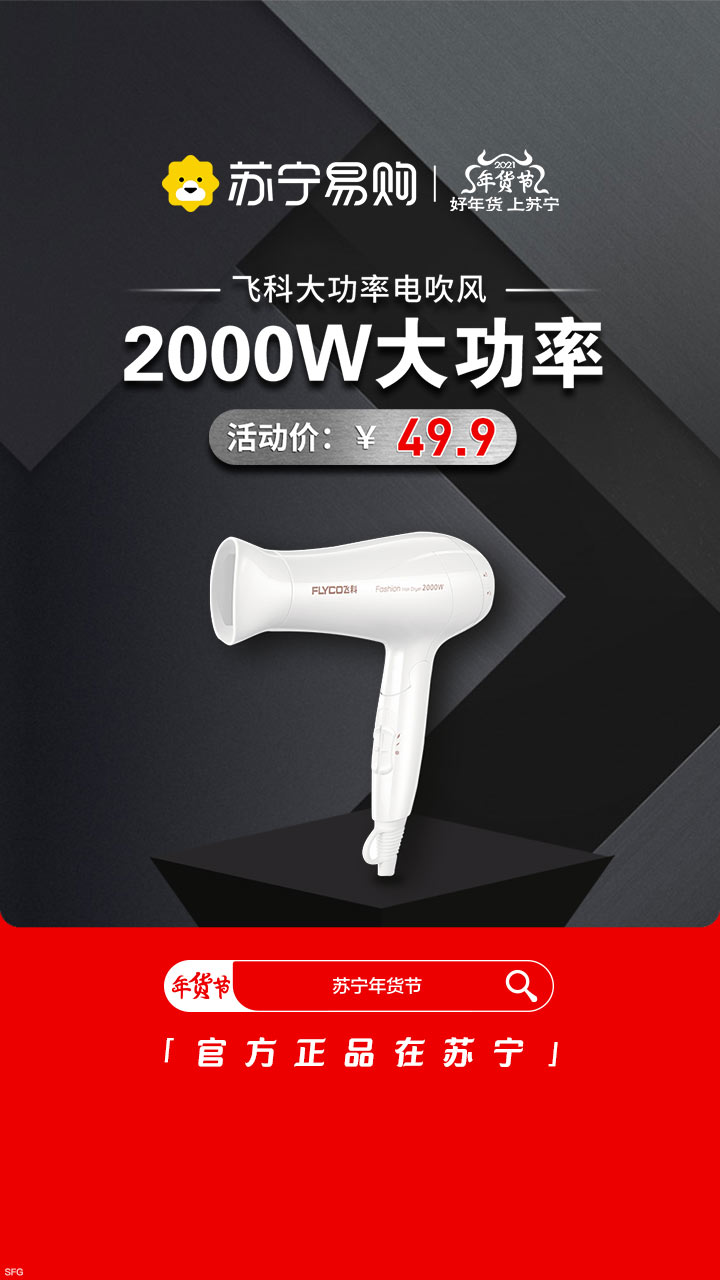 苏宁易购
2021
年货节
好年货 上苏宁
飞科大功率电吹风
2000W大功率
活动价：￥ 49.9
FLYCO飞科 Fashion Hair Dryer 2000W
年货节 苏宁年货节
「官方正品在苏宁」
SFG